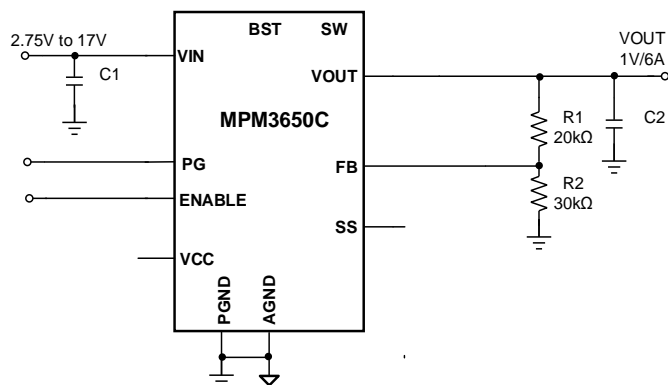 BST SW
2.75V to 17V
VIN
C1
VOUT
VOUT
1V/6A
MPM3650C
R1
20kΩ
C2
PG
FB
ENABLE
R2
30kΩ
SS
VCC
PGND
AGND